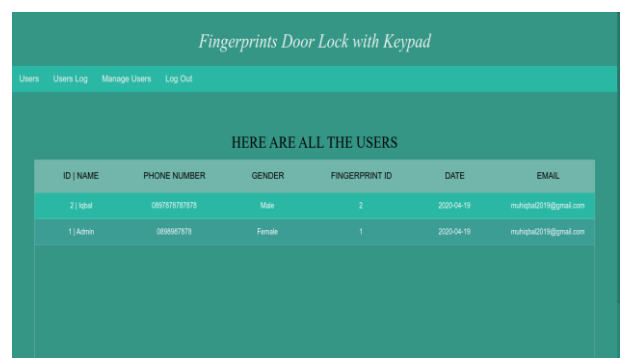 Fingerprints Door Lock with Keypad
Users Users Log Manage Users Log Out
HERE ARE ALL THE USERS
ID | NAME PHONE NUMBER GENDER FINGERPRINT ID DATE EMAIL
2 | Iqbal 0897878787878 Male 2 2020-04-19 muhiqbal2019@gmail.com
1 | Admin 0898987878 Female 1 2020-04-19 muhiqbal2019@gmail.com